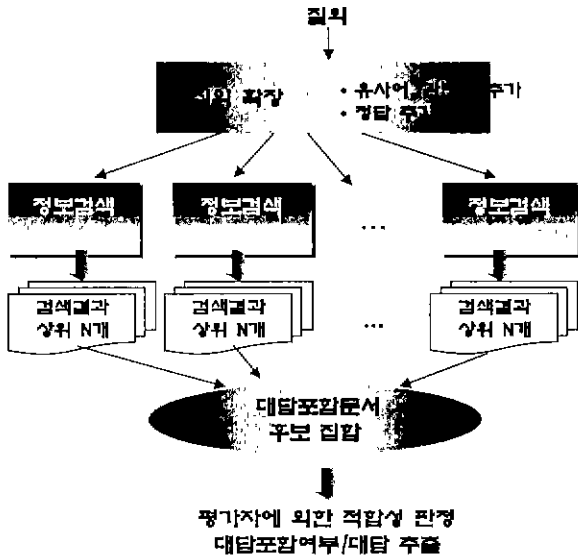 질의
확장
• 유사어 추가
• 정답 추가
정보검색 정보검색 ... 정보검색
검색결과 검색결과 ... 검색결과
상위 N개 상위 N개 상위 N개
대답포함문서
후보 집합
평가자에 의한 적합성 판정
대답포함여부/대답 추출